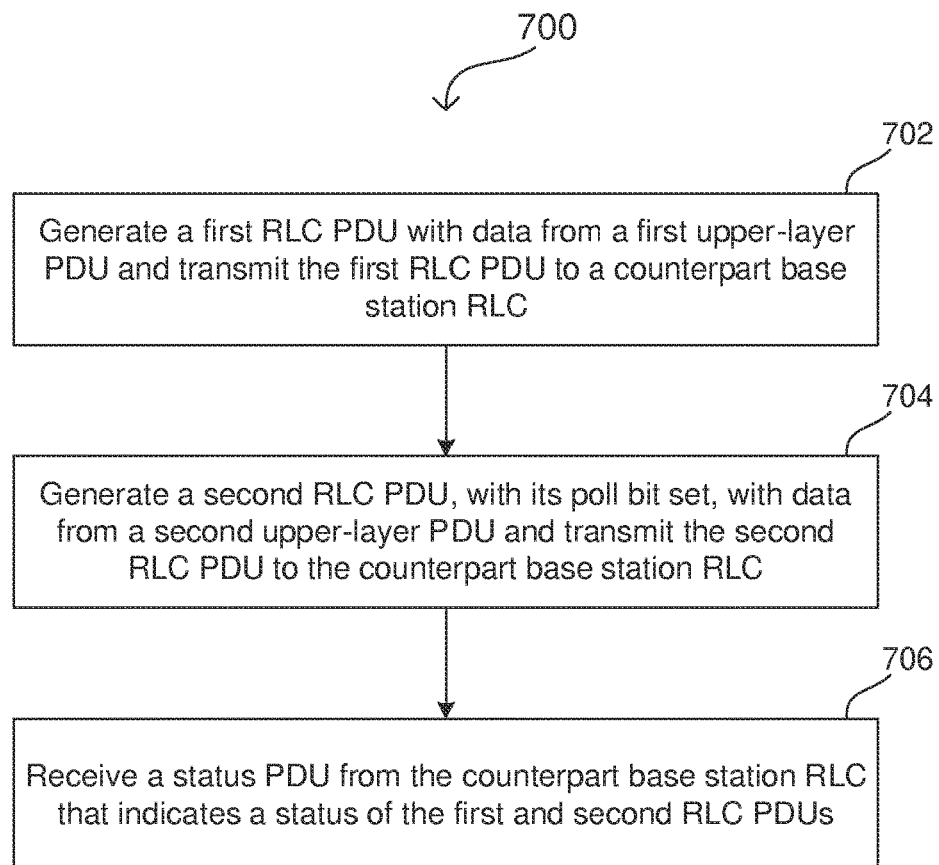 700
702
Generate a first RLC PDU with data from a first upper-layer
PDU and transmit the first RLC PDU to a counterpart base
station RLC
704
Generate a second RLC PDU, with its poll bit set, with data
from a second upper-layer PDU and transmit the second
RLC PDU to the counterpart base station RLC
706
Receive a status PDU from the counterpart base station RLC
that indicates a status of the first and second RLC PDUs